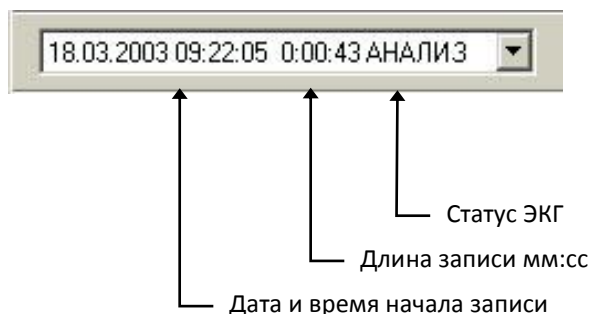 18.03.2003 09:22:05 0:00:43 АНАЛИЗ
Статус ЭКГ
Длина записи мм:сс
Дата и время начала записи